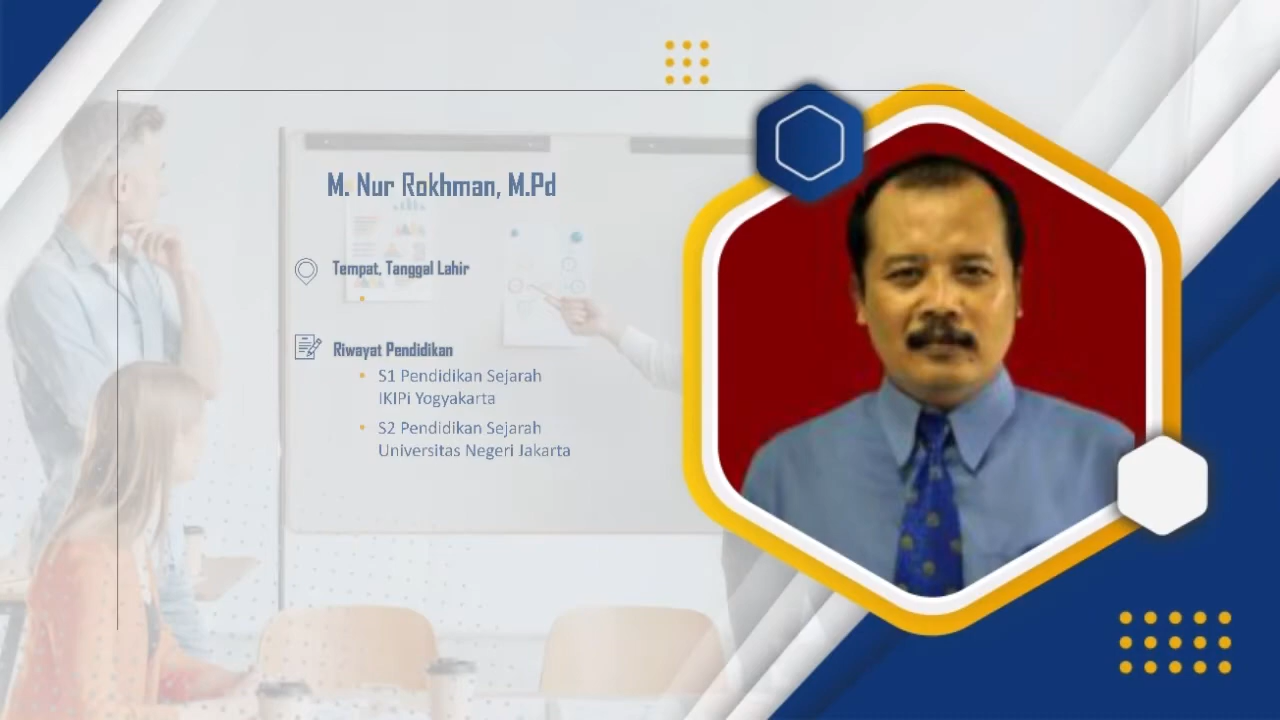 M. Nur Rokhman, M.Pd
Tempat, Tanggal Lahir
Riwayat Pendidikan
S1 Pendidikan Sejarah
IKIPi Yogyakarta
S2 Pendidikan Sejarah
Universitas Negeri Jakarta